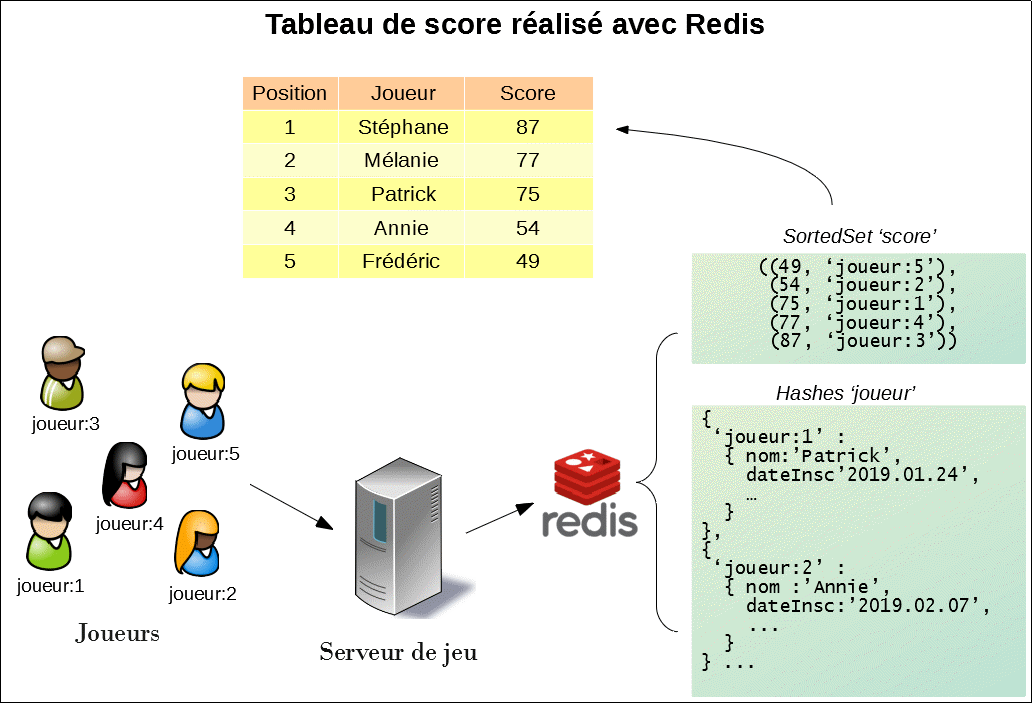 Tableau de score réalisé avec Redis
Position Joueur Score
1 Stéphane 87
2 Mélanie 77
3 Patrick 75
4 Annie 54
5 Frédéric 49
SortedSet ‘score’
((49, ‘joueur:5’),
(54, ‘joueur:2’),
(75, ‘joueur:1’),
(77, ‘joueur:4’),
(87, ‘joueur:3’))
Hashes ‘joueur’
{
‘joueur:1’ :
{ nom:’Patrick’,
dateInsc’2019.01.24’,
…
}
},
{
‘joueur:2’ :
{ nom :’Annie’,
dateInsc:’2019.02.07’,
...
}
} ...
joueur:3
joueur:5
joueur:4
joueur:1
joueur:2
Joueurs
Serveur de jeu
redis